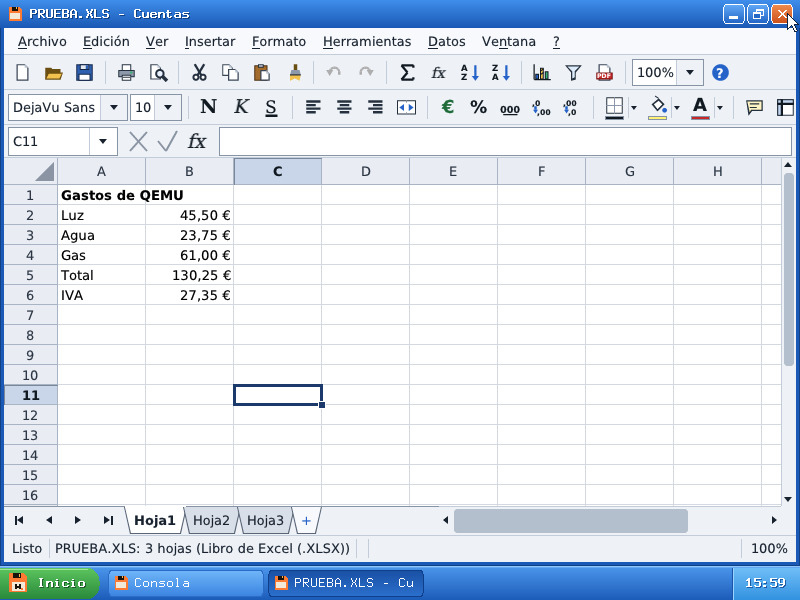 PRUEBA.XLS - Cuentas
Archivo Edición Ver Insertar Formato Herramientas Datos Ventana ?
Σ fx A Z Z A PDF 100% ?
DejaVu Sans 10 N K S € % 000 A
C11 fx
A B C D E F G H
1 Gastos de QEMU
2 Luz 45,50 €
3 Agua 23,75 €
4 Gas 61,00 €
5 Total 130,25 €
6 IVA 27,35 €
7
8
9
10
11
12
13
14
15
16
Hoja1 Hoja2 Hoja3 +
Listo PRUEBA.XLS: 3 hojas (Libro de Excel (.XLSX)) 100%
Inicio Consola PRUEBA.XLS - Cu 15:59